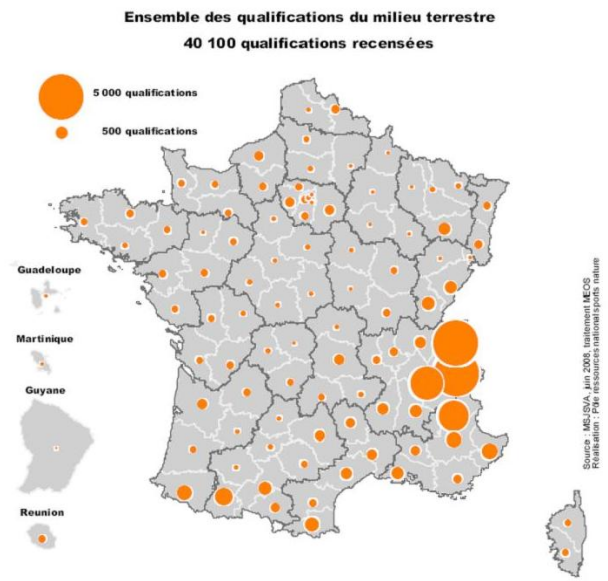 Ensemble des qualifications du milieu terrestre
40 100 qualifications recensées
5 000 qualifications
500 qualifications
Guadeloupe
Martinique
Guyane
Reunion
Source : MSJSVA, juin 2008, traitement MEOS
Réalisation : Pôle ressources national sports nature